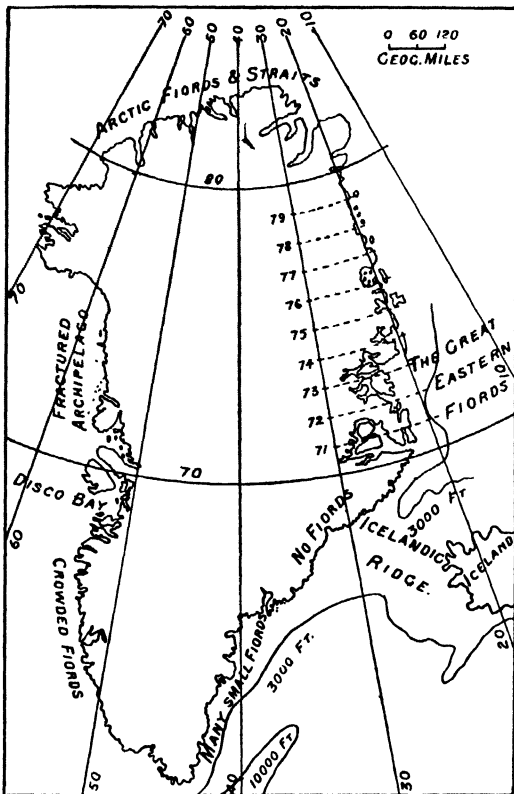 70
60
50
40
30
20
10
0 60 120
GEOG. MILES
ARCTIC FIORDS & STRAITS
80
79
78
77
76
75
74
73
72
71
70
FRACTURED
ARCHIPELAGO
THE GREAT
EASTERN
FIORDS
10
70
DISCO BAY
60
NO FIORDS
3000 FT
ICELANDIC
RIDGE.
ICELAND
CROWDED FIORDS
MANY SMALL FIORDS
3000 FT.
20
10000 FT
50
40
30